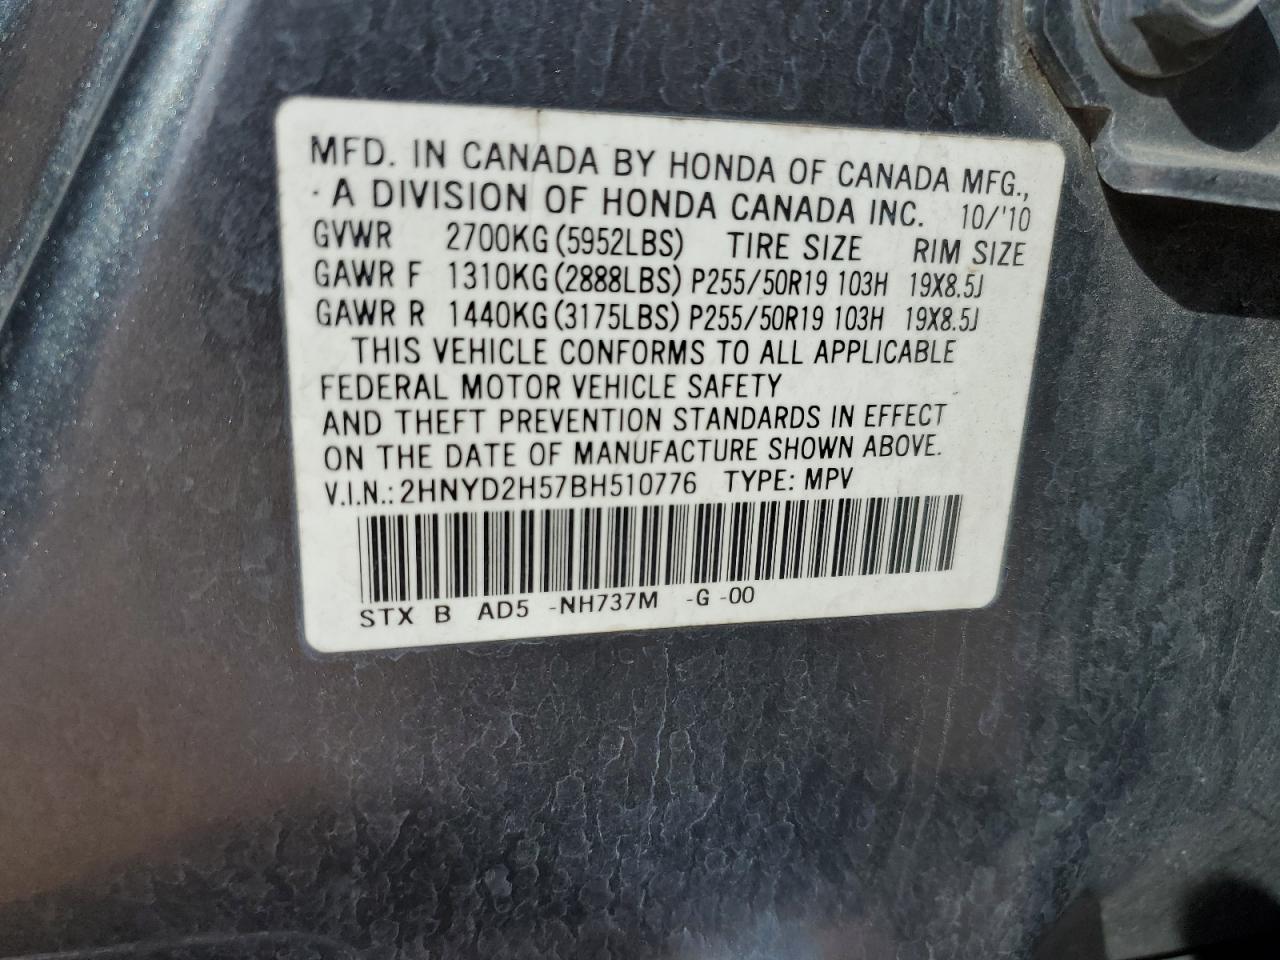 MFD. IN CANADA BY HONDA OF CANADA MFG.,
· A DIVISION OF HONDA CANADA INC. 10/'10
GVWR 2700KG (5952LBS) TIRE SIZE RIM SIZE
GAWR F 1310KG (2888LBS) P255/50R19 103H 19X8.5J
GAWR R 1440KG (3175LBS) P255/50R19 103H 19X8.5J
THIS VEHICLE CONFORMS TO ALL APPLICABLE
FEDERAL MOTOR VEHICLE SAFETY
AND THEFT PREVENTION STANDARDS IN EFFECT
ON THE DATE OF MANUFACTURE SHOWN ABOVE.
V.I.N.: 2HNYD2H57BH510776 TYPE: MPV
STX B AD5 -NH737M -G -00